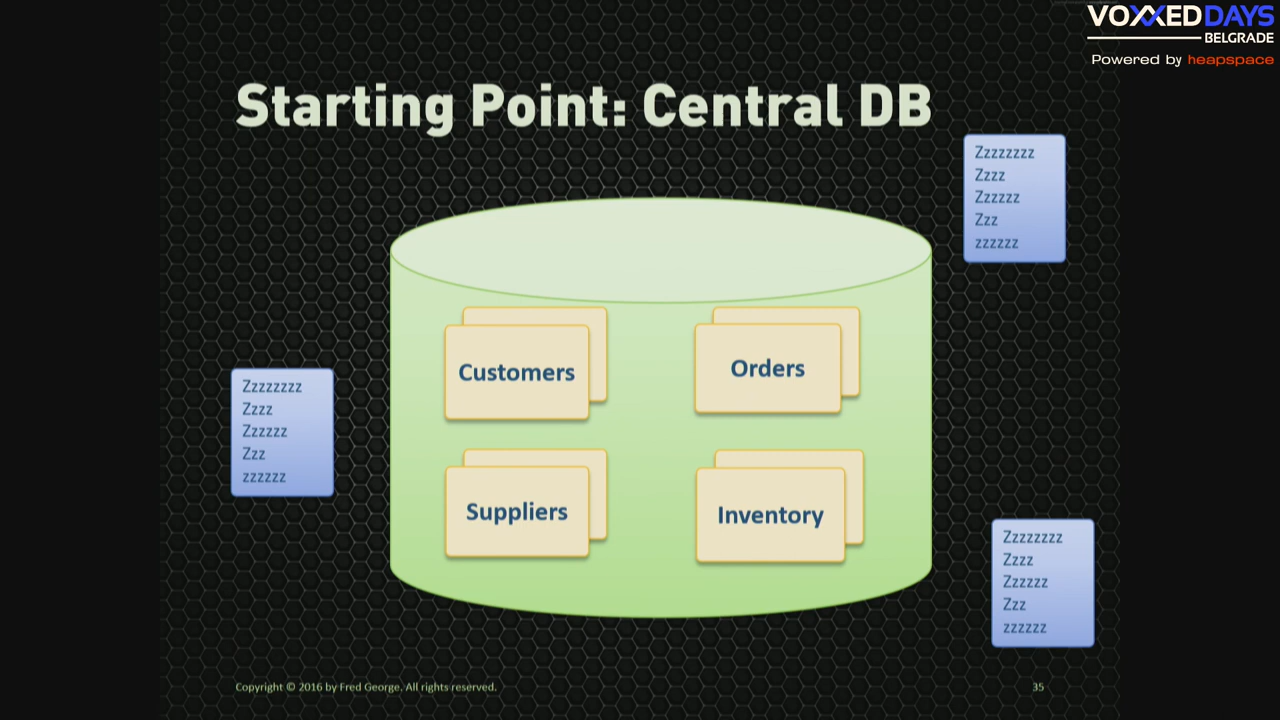 VOXXED DAYS
BELGRADE
Powered by heapspace
Starting Point: Central DB
Zzzzzzzz
Zzzz
Zzzzzz
Zzz
zzzzzz
Customers
Orders
Zzzzzzzz
Zzzz
Zzzzzz
Zzz
zzzzzz
Suppliers
Inventory
Zzzzzzzz
Zzzz
Zzzzzz
Zzz
zzzzzz
Copyright © 2016 by Fred George. All rights reserved.
35